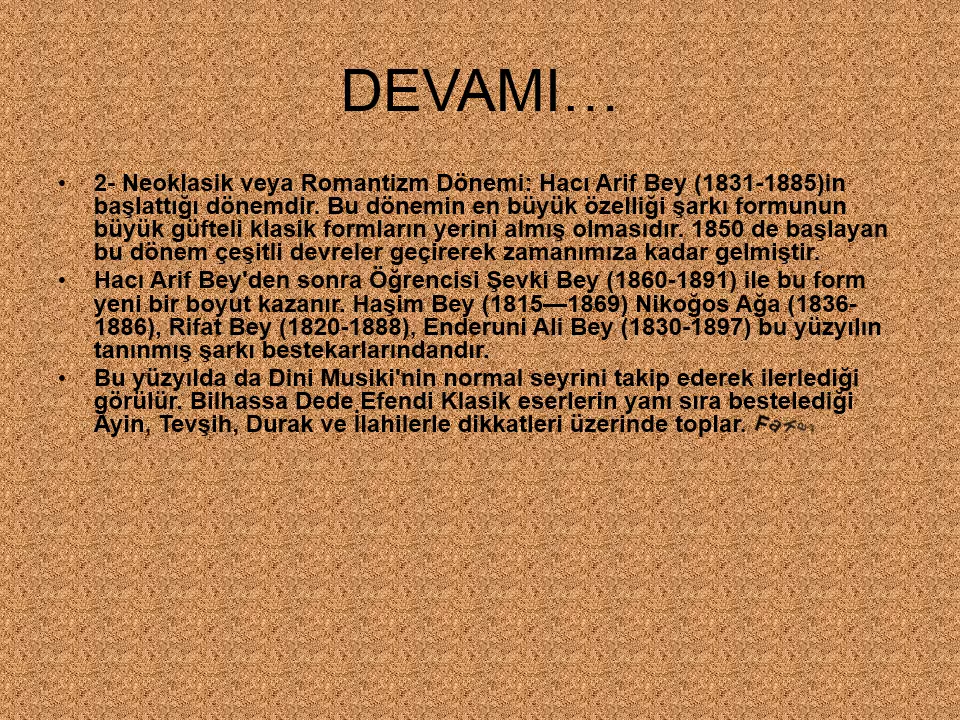 DEVAMI…
• 2- Neoklasik veya Romantizm Dönemi: Hacı Arif Bey (1831-1885)in
başlattığı dönemdir. Bu dönemin en büyük özelliği şarkı formunun
büyük güfteli klasik formların yerini almış olmasıdır. 1850 de başlayan
bu dönem çeşitli devreler geçirerek zamanımıza kadar gelmiştir.
• Hacı Arif Bey'den sonra Öğrencisi Şevki Bey (1860-1891) ile bu form
yeni bir boyut kazanır. Haşim Bey (1815—1869) Nikoğos Ağa (1836-
1886), Rifat Bey (1820-1888), Enderuni Ali Bey (1830-1897) bu yüzyılın
tanınmış şarkı bestekarlarındandır.
• Bu yüzyılda da Dini Musiki'nin normal seyrini takip ederek ilerlediği
görülür. Bilhassa Dede Efendi Klasik eserlerin yanı sıra bestelediği
Ayin, Tevşih, Durak ve İlahilerle dikkatleri üzerinde toplar.